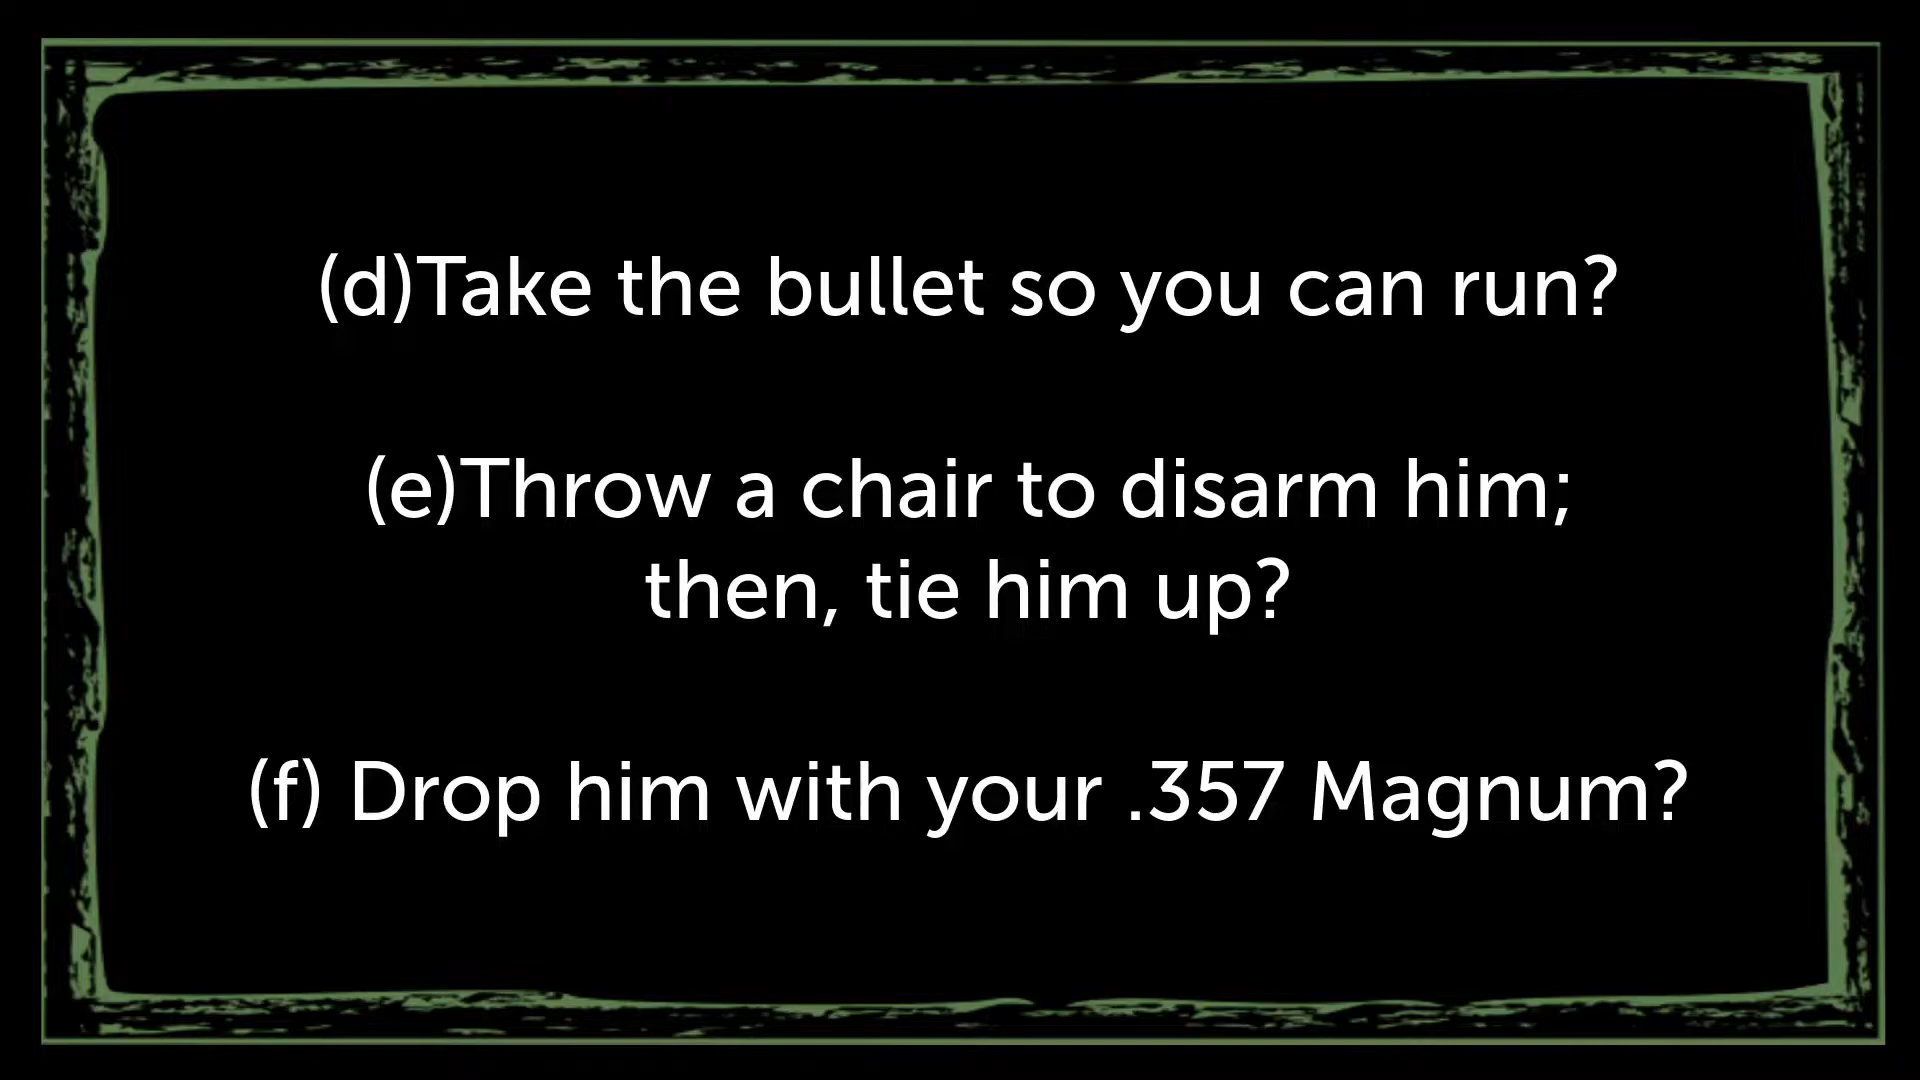 (d)Take the bullet so you can run?
(e)Throw a chair to disarm him;
then, tie him up?
(f) Drop him with your .357 Magnum?